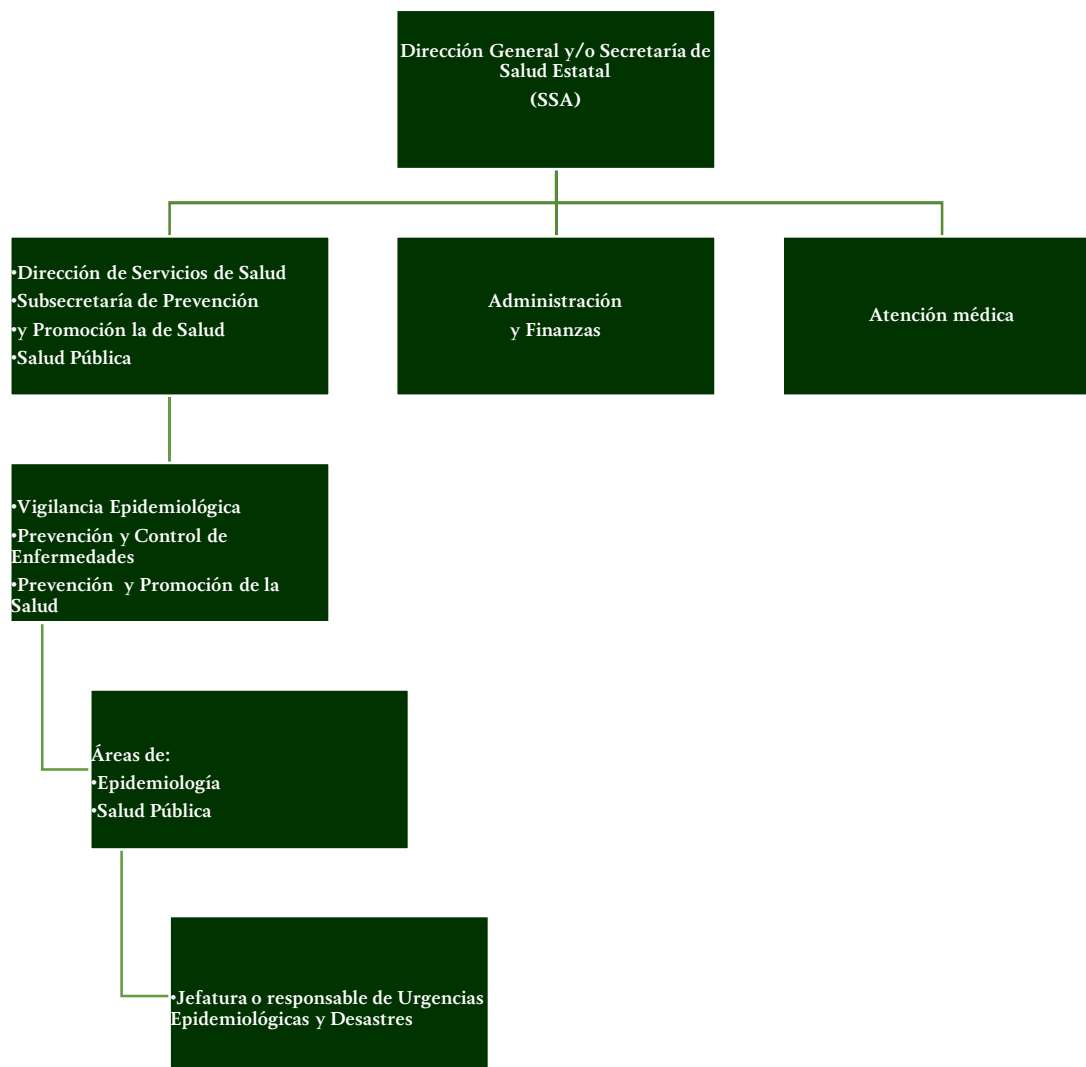 Dirección General y/o Secretaría de
Salud Estatal
(SSA)
•Dirección de Servicios de Salud
•Subsecretaría de Prevención
•y Promoción la de Salud
•Salud Pública
Administración
y Finanzas
Atención médica
•Vigilancia Epidemiológica
•Prevención y Control de
Enfermedades
•Prevención y Promoción de la
Salud
Áreas de:
•Epidemiología
•Salud Pública
•Jefatura o responsable de Urgencias
Epidemiológicas y Desastres